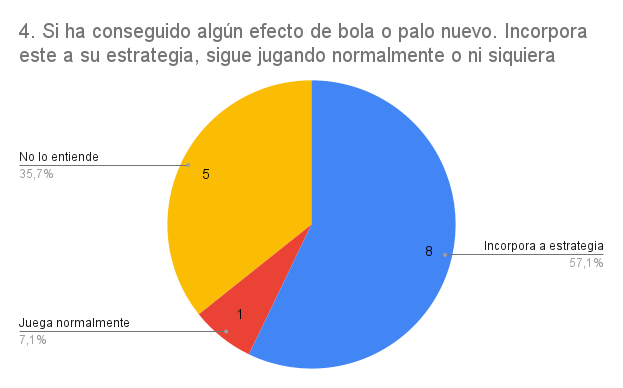 4. Si ha conseguido algún efecto de bola o palo nuevo. Incorpora
este a su estrategia, sigue jugando normalmente o ni siquiera
No lo entiende
35,7%
5
8
Incorpora a estrategia
57,1%
1
Juega normalmente
7,1%